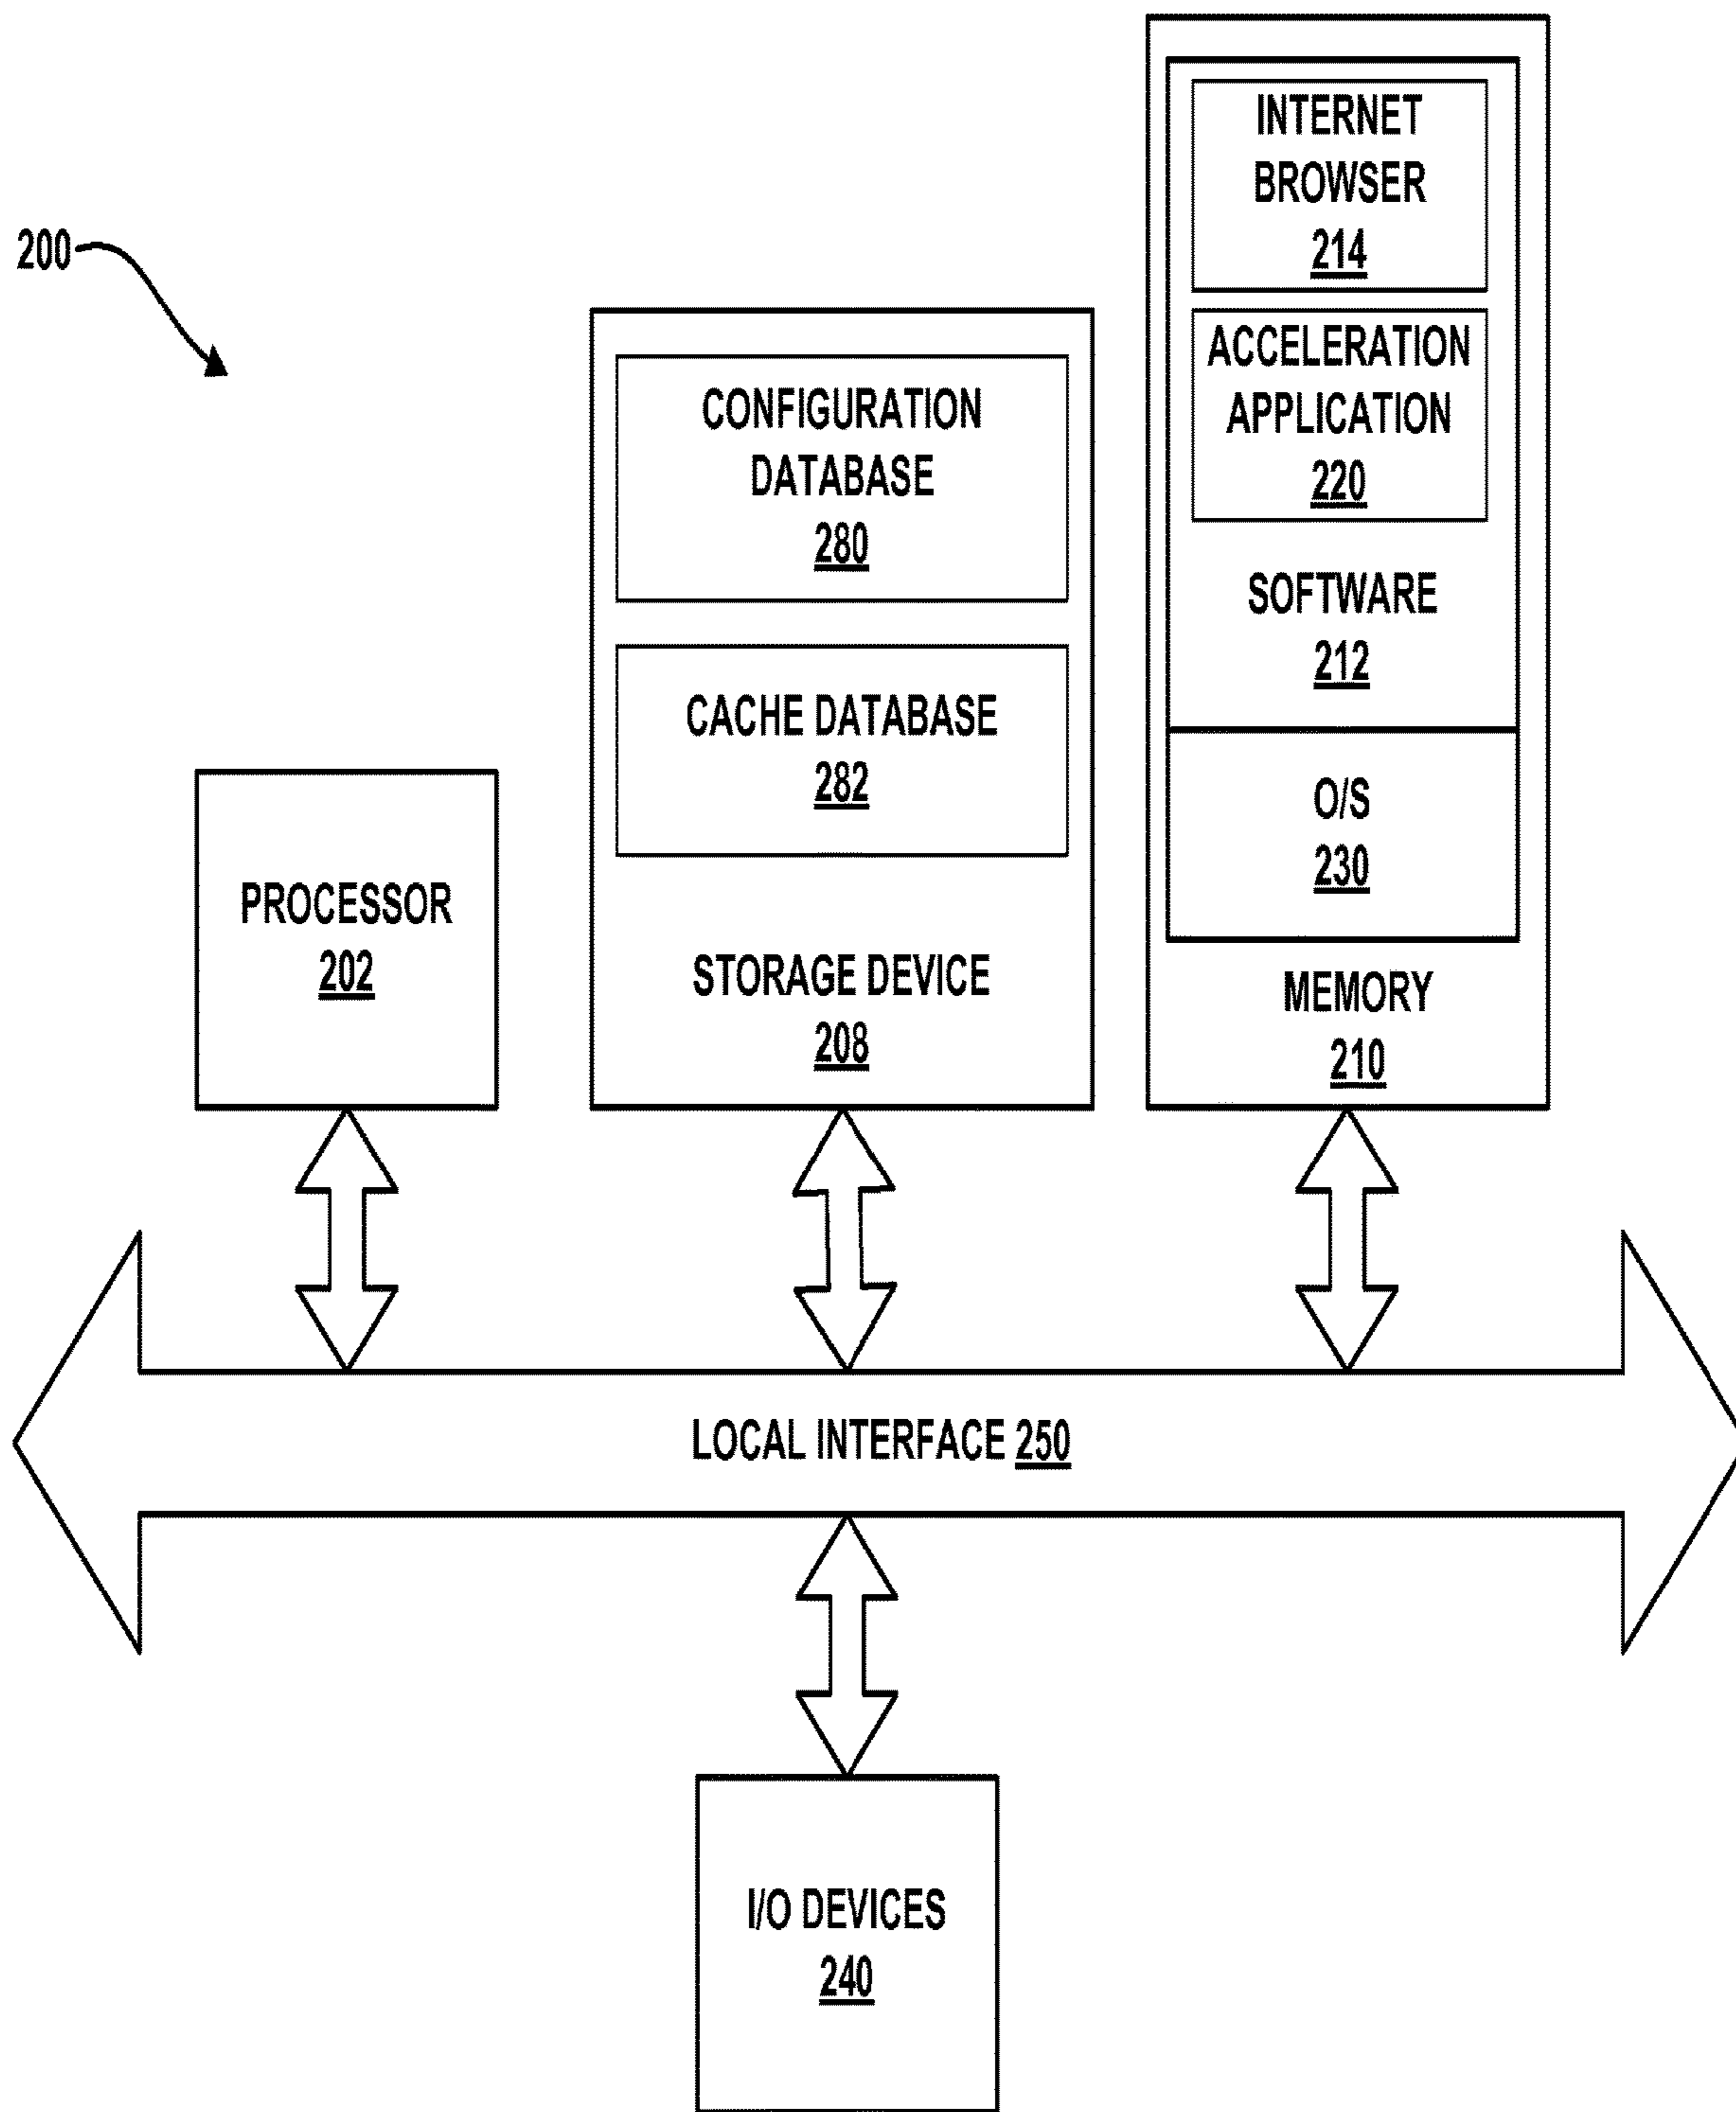 200
INTERNET
BROWSER
214
ACCELERATION
APPLICATION
220
SOFTWARE
212
O/S
230
MEMORY
210
CONFIGURATION
DATABASE
280
CACHE DATABASE
282
STORAGE DEVICE
208
PROCESSOR
202
LOCAL INTERFACE 250
I/O DEVICES
240